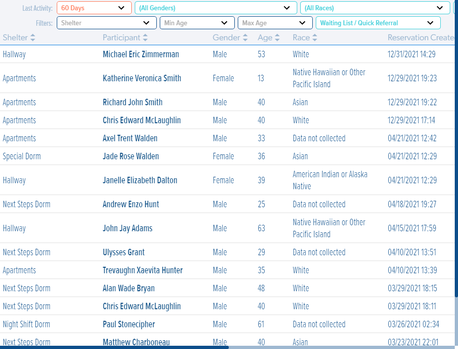 Last Activity: 60 Days (All Genders) (All Races)
Filters: Shelter Min Age Max Age Waiting List / Quick Referral
Shelter Participant Gender Age Race Reservation Create
Hallway Michael Eric Zimmerman Male 53 White 12/31/2021 14:29
Apartments Katherine Veronica Smith Female 13 Native Hawaiian or Other Pacific Island 12/29/2021 19:23
Apartments Richard John Smith Male 40 Asian 12/29/2021 19:22
Apartments Chris Edward McLaughlin Male 40 White 12/29/2021 17:14
Apartments Axel Trent Walden Male 33 Data not collected 04/21/2021 12:42
Special Dorm Jade Rose Walden Female 36 Asian 04/21/2021 12:29
Hallway Janelle Elizabeth Dalton Female 39 American Indian or Alaska Native 04/21/2021 12:29
Next Steps Dorm Andrew Enzo Hunt Male 25 Data not collected 04/18/2021 19:27
Hallway John Jay Adams Male 63 Native Hawaiian or Other Pacific Island 04/15/2021 17:59
Next Steps Dorm Ulysses Grant Male 29 Data not collected 04/10/2021 13:51
Apartments Trevaughn Xaevita Hunter Male 35 White 04/10/2021 13:39
Next Steps Dorm Alan Wade Bryan Male 48 White 03/29/2021 18:15
Next Steps Dorm Chris Edward McLaughlin Male 40 White 03/29/2021 18:11
Night Shift Dorm Paul Stonecipher Male 61 Data not collected 03/26/2021 02:34
Next Steps Dorm Matthew Charboneau Male 40 Asian 03/23/2021 22:01